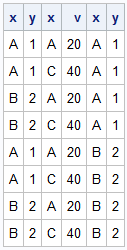 x y x v x y
A 1 A 20 A 1
A 1 C 40 A 1
B 2 A 20 A 1
B 2 C 40 A 1
A 1 A 20 B 2
A 1 C 40 B 2
B 2 A 20 B 2
B 2 C 40 B 2